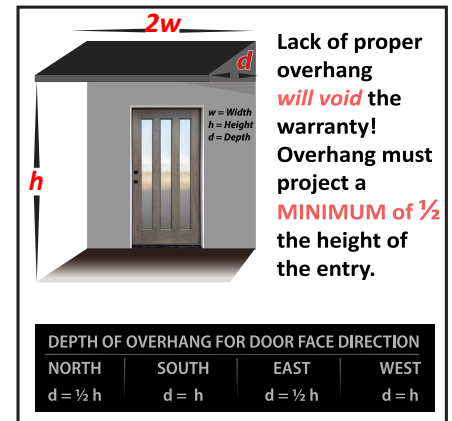 2w
d
w = Width
h = Height
d = Depth
h
Lack of proper
overhang
will void the
warranty!
Overhang must
project a
MINIMUM of ½
the height of
the entry.
DEPTH OF OVERHANG FOR DOOR FACE DIRECTION
NORTH SOUTH EAST WEST
d = ½ h d = h d = ½ h d = h